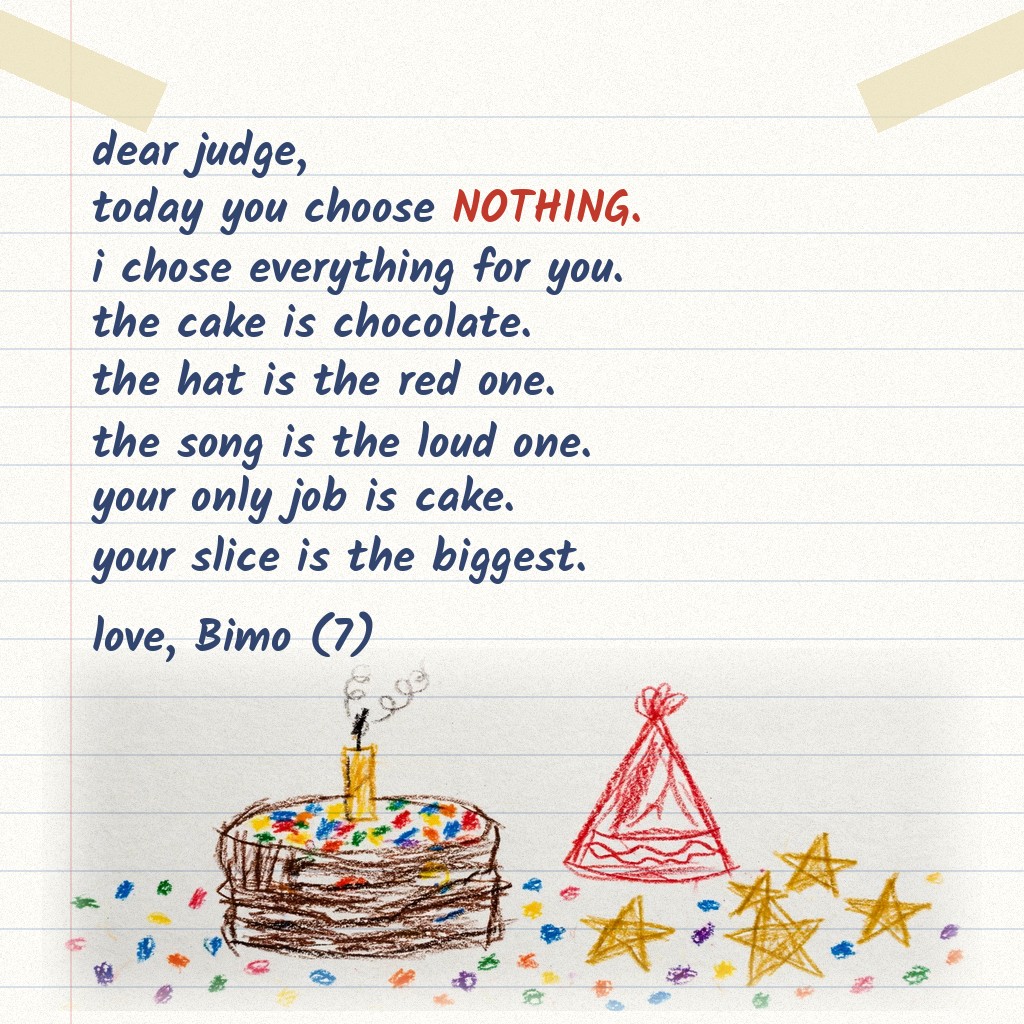 dear judge,
today you choose NOTHING.
i chose everything for you.
the cake is chocolate.
the hat is the red one.
the song is the loud one.
your only job is cake.
your slice is the biggest.
love, Bimo (7)